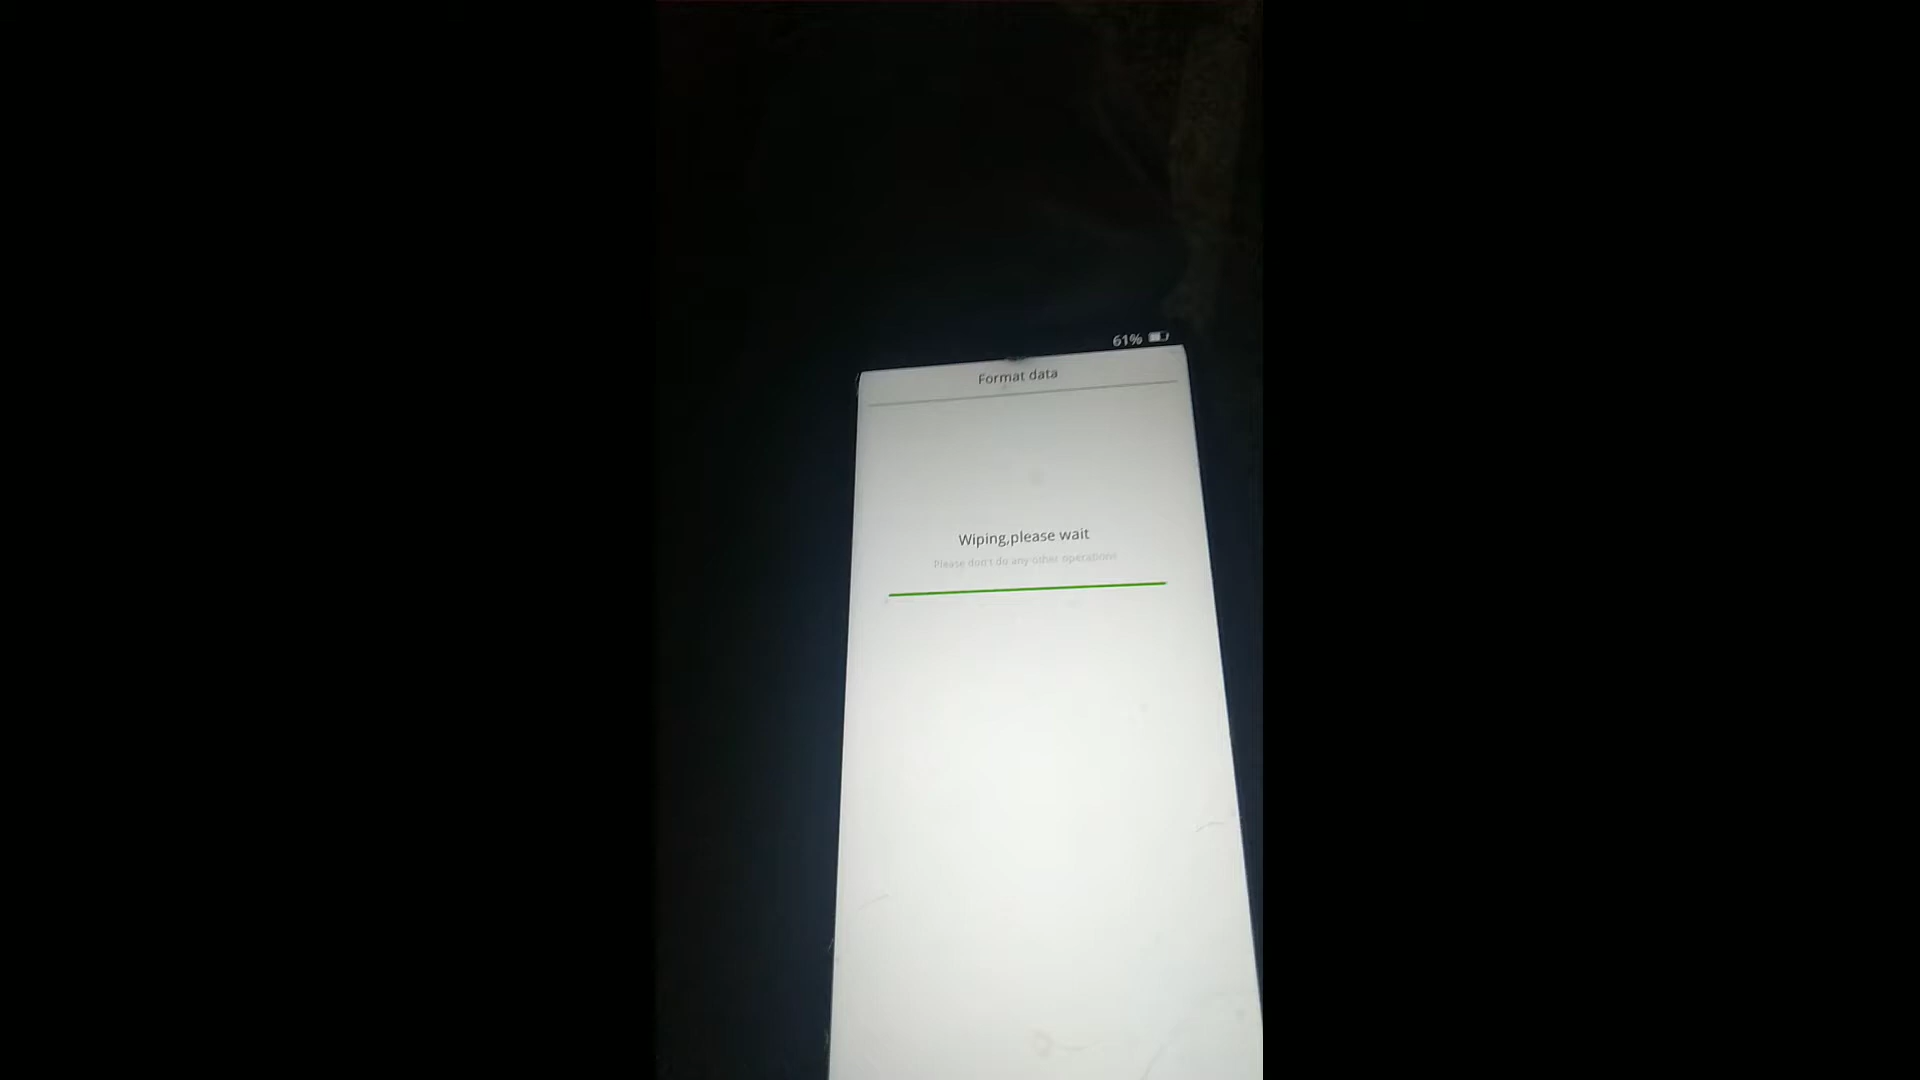 61%
Format data
Wiping,please wait
Please don't do any other operations